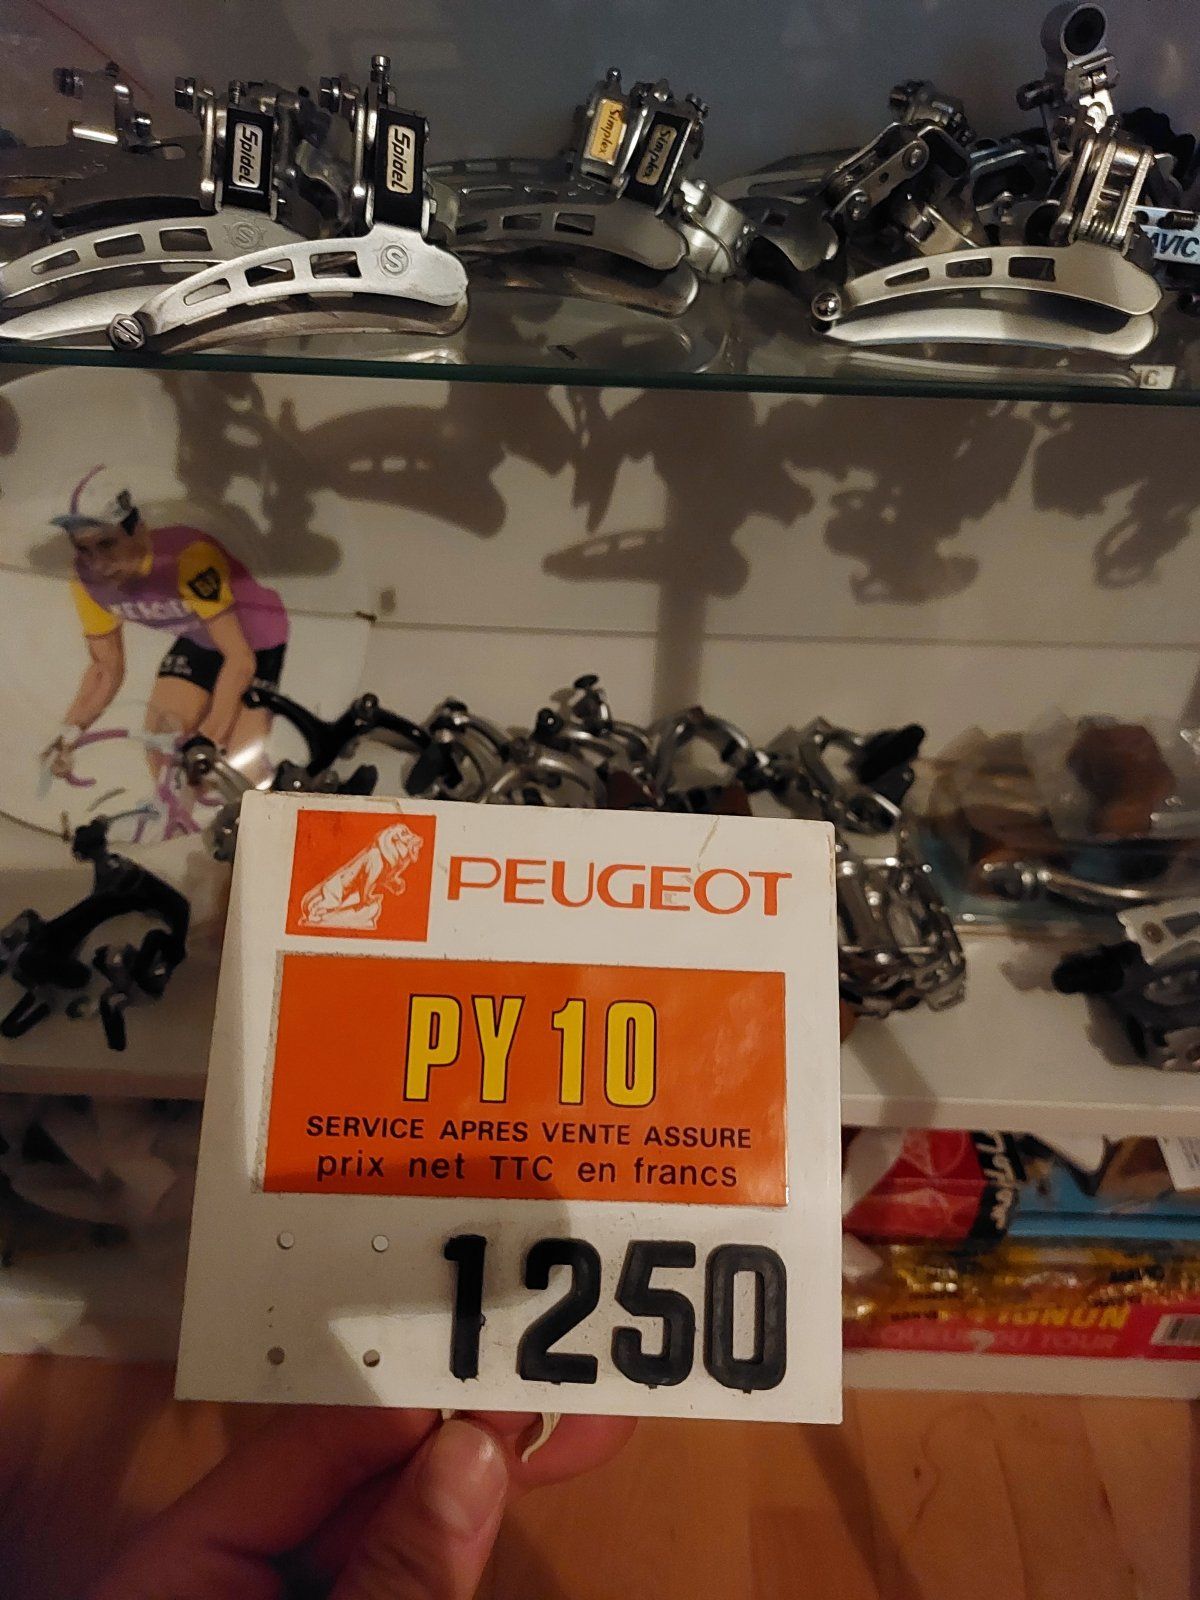 Spidel
Spidel
Simplex
Simplex
S
PEUGEOT
PY 10
SERVICE APRES VENTE ASSURE
prix net TTC en francs
1250